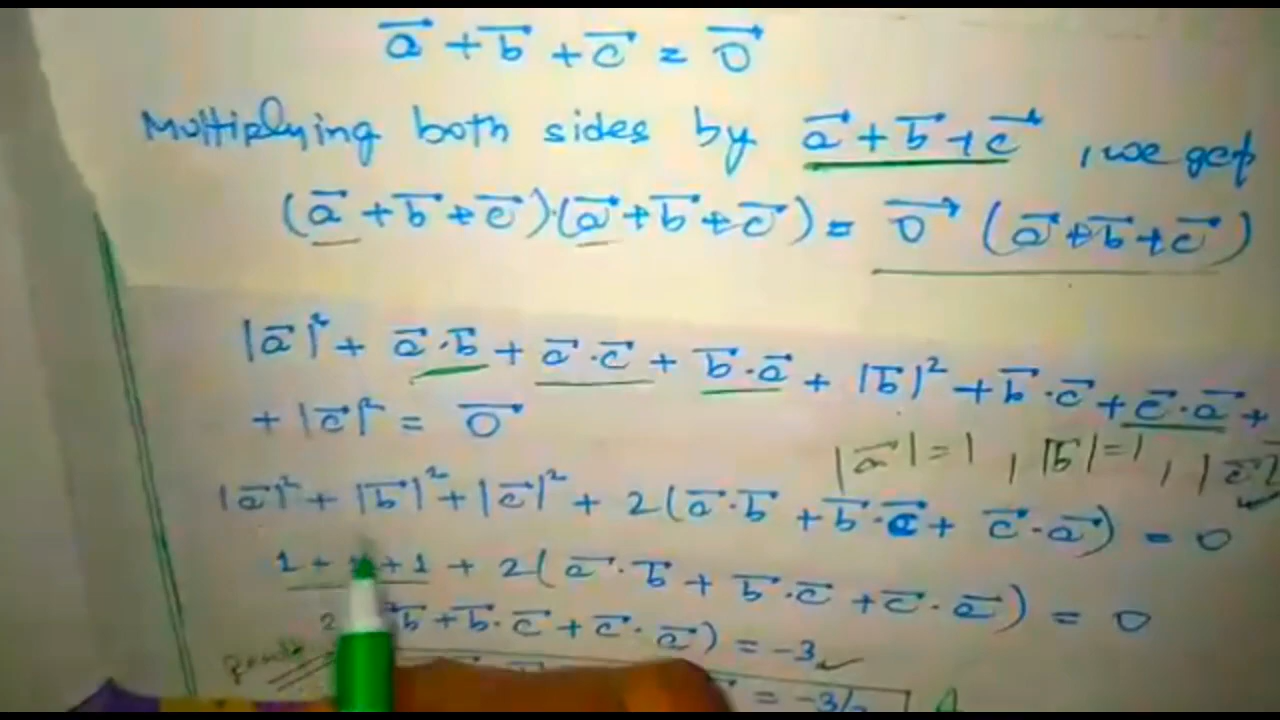 a⃗ + b⃗ + c⃗ = 0⃗
Multiplying both sides by a⃗ + b⃗ + c⃗ , we get
(a⃗ + b⃗ + c⃗)·(a⃗ + b⃗ + c⃗) = 0⃗ (a⃗ + b⃗ + c⃗)
|a⃗|² + a⃗·b⃗ + a⃗·c⃗ + b⃗·a⃗ + |b⃗|² + b⃗·c⃗ + c⃗·a⃗ +
+ |c⃗|² = 0⃗
|a⃗| = 1 , |b⃗| = 1 , |c⃗|
|a⃗|² + |b⃗|² + |c⃗|² + 2(a⃗·b⃗ + b⃗·c⃗ + c⃗·a⃗) = 0
1 + + 1 + 2(a⃗·b⃗ + b⃗·c⃗ + c⃗·a⃗) = 0
2 b⃗ + b⃗·c⃗ + c⃗·a⃗) = -3
= -3/